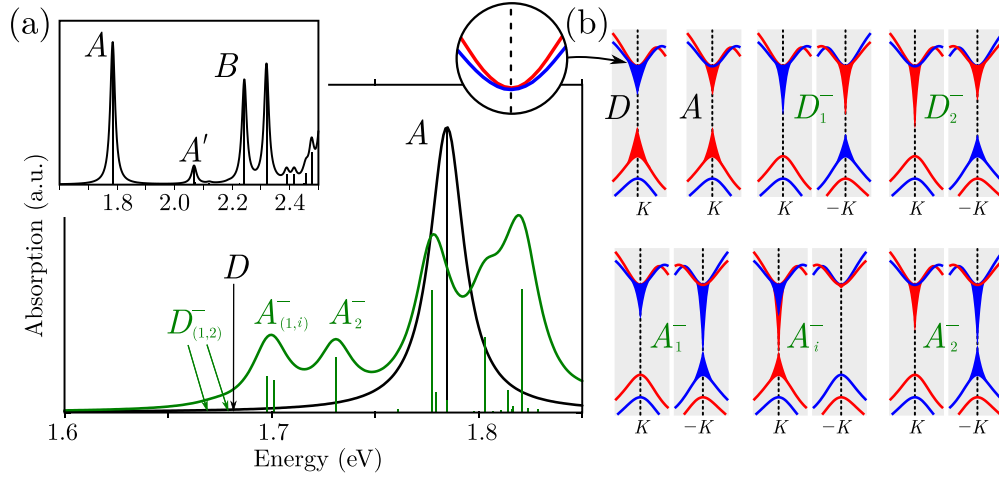 (a)
A
A′
B
1.8 2.0 2.2 2.4
Absorption (a.u.)
D
D⁻₍₁,₂₎
A⁻₍₁,ᵢ₎
A⁻₂
A
1.6 1.7 1.8
Energy (eV)
(b)
D A D⁻₁ D⁻₂
K K K −K K −K
A⁻₁ A⁻ᵢ A⁻₂
K −K K −K K −K